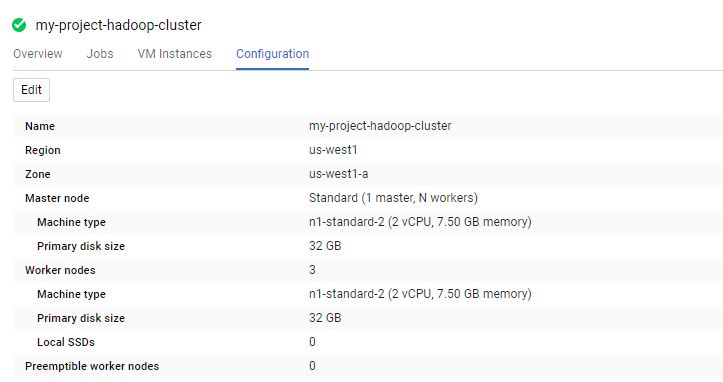 my-project-hadoop-cluster
Overview Jobs VM Instances Configuration
Edit
Name my-project-hadoop-cluster
Region us-west1
Zone us-west1-a
Master node Standard (1 master, N workers)
Machine type n1-standard-2 (2 vCPU, 7.50 GB memory)
Primary disk size 32 GB
Worker nodes 3
Machine type n1-standard-2 (2 vCPU, 7.50 GB memory)
Primary disk size 32 GB
Local SSDs 0
Preemptible worker nodes 0